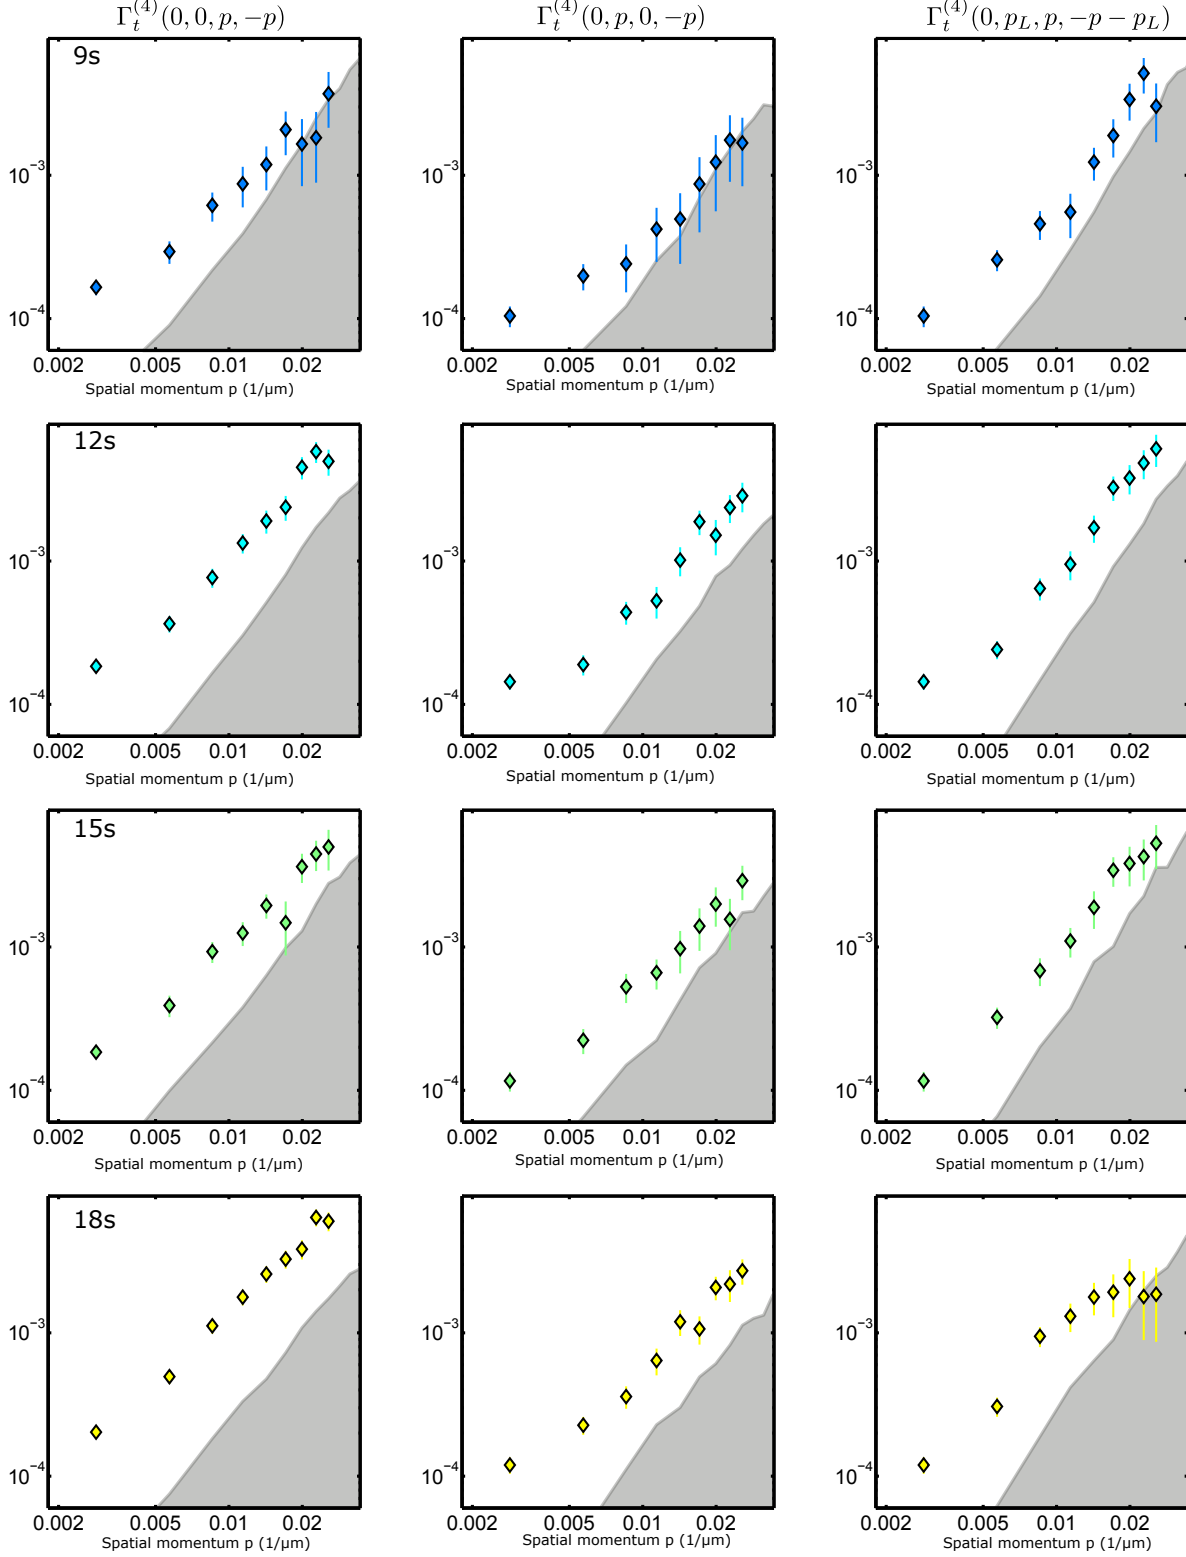 Γₜ⁽⁴⁾(0, 0, p, −p) Γₜ⁽⁴⁾(0, p, 0, −p) Γₜ⁽⁴⁾(0, p_L, p, −p − p_L)
9s
10⁻³ 10⁻³ 10⁻³
10⁻⁴ 10⁻⁴ 10⁻⁴
0.002 0.005 0.01 0.02 0.002 0.005 0.01 0.02 0.002 0.005 0.01 0.02
Spatial momentum p (1/µm) Spatial momentum p (1/µm) Spatial momentum p (1/µm)
12s
10⁻³ 10⁻³ 10⁻³
10⁻⁴ 10⁻⁴ 10⁻⁴
0.002 0.005 0.01 0.02 0.002 0.005 0.01 0.02 0.002 0.005 0.01 0.02
Spatial momentum p (1/µm) Spatial momentum p (1/µm) Spatial momentum p (1/µm)
15s
10⁻³ 10⁻³ 10⁻³
10⁻⁴ 10⁻⁴ 10⁻⁴
0.002 0.005 0.01 0.02 0.002 0.005 0.01 0.02 0.002 0.005 0.01 0.02
Spatial momentum p (1/µm) Spatial momentum p (1/µm) Spatial momentum p (1/µm)
18s
10⁻³ 10⁻³ 10⁻³
10⁻⁴ 10⁻⁴ 10⁻⁴
0.002 0.005 0.01 0.02 0.002 0.005 0.01 0.02 0.002 0.005 0.01 0.02
Spatial momentum p (1/µm) Spatial momentum p (1/µm) Spatial momentum p (1/µm)